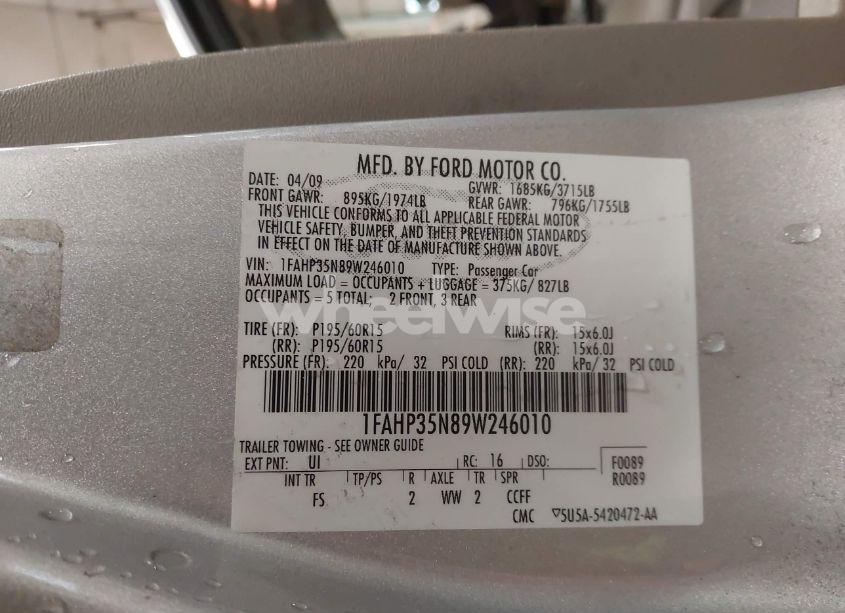 MFD. BY FORD MOTOR CO.
DATE: 04/09 GVWR: 1685KG/3715LB
FRONT GAWR: 895KG/1974LB REAR GAWR: 796KG/1755LB
THIS VEHICLE CONFORMS TO ALL APPLICABLE FEDERAL MOTOR
VEHICLE SAFETY, BUMPER, AND THEFT PREVENTION STANDARDS
IN EFFECT ON THE DATE OF MANUFACTURE SHOWN ABOVE.
VIN: 1FAHP35N89W246010 TYPE: Passenger Car
MAXIMUM LOAD = OCCUPANTS + LUGGAGE = 375KG/ 827LB
OCCUPANTS = 5 TOTAL; 2 FRONT, 3 REAR
wheelwise
TIRE (FR): P195/60R15 RIMS (FR): 15x6.0J
(RR): P195/60R15 (RR): 15x6.0J
PRESSURE (FR): 220 kPa/ 32 PSI COLD (RR): 220 kPa/ 32 PSI COLD
1FAHP35N89W246010
TRAILER TOWING - SEE OWNER GUIDE
EXT PNT: UI RC: 16 DSO: F0089
R0089
INT TR TP/PS R AXLE TR SPR
FS 2 WW 2 CCFF
CMC ▽5U5A-5420472-AA